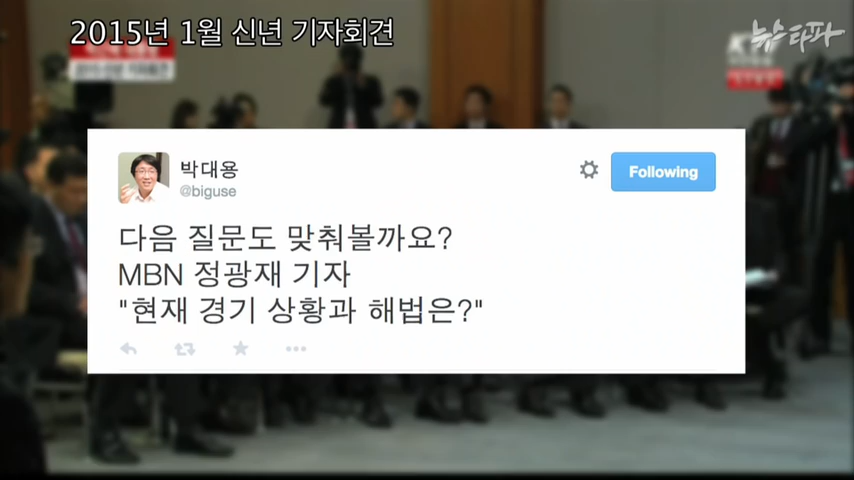 2015년 1월 신년 기자회견
뉴스타파
박대용
@biguse
Following
다음 질문도 맞춰볼까요?
MBN 정광재 기자
"현재 경기 상황과 해법은?"